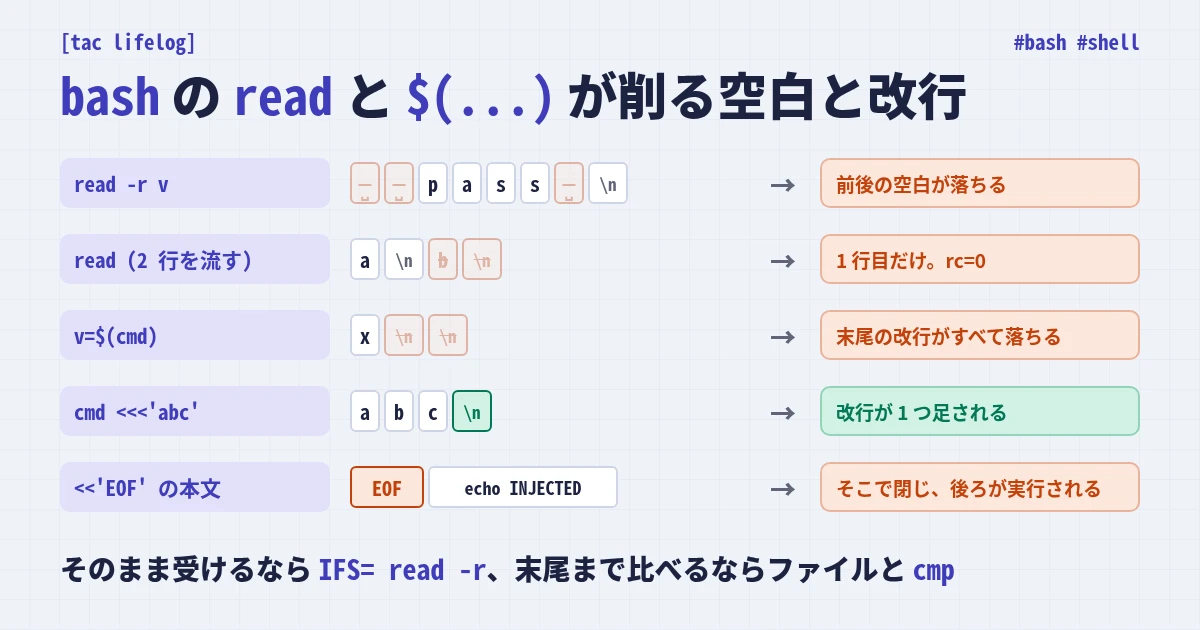 [tac lifelog]
#bash #shell
bash の read と $(...) が削る空白と改行
read -r v
␣ ␣ p a s s ␣ \n
→
前後の空白が落ちる
read (2 行を流す)
a \n b \n
→
1 行目だけ。rc=0
v=$(cmd)
x \n \n
→
末尾の改行がすべて落ちる
cmd <<<'abc'
a b c \n
→
改行が 1 つ足される
<<'EOF' の本文
EOF echo INJECTED
→
そこで閉じ、後ろが実行される
そのまま受けるなら IFS= read -r、末尾まで比べるならファイルと cmp